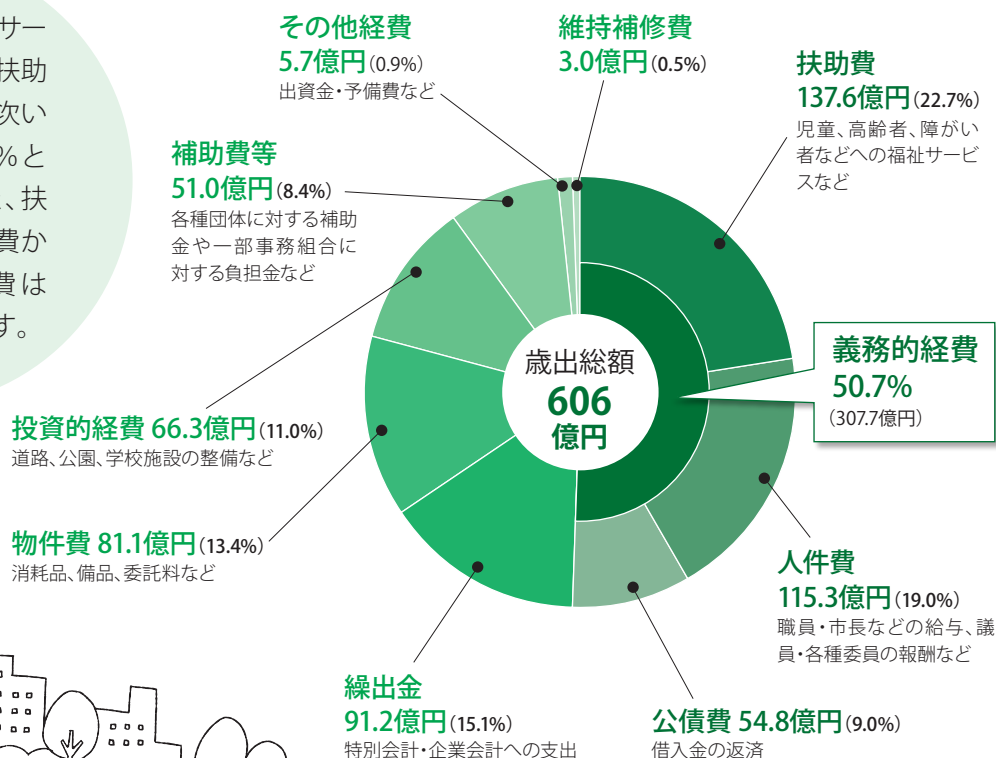 サー
扶助
次い
％と
、扶
費か
費は
す。
その他経費
5.7億円(0.9%)
出資金・予備費など
維持補修費
3.0億円(0.5%)
扶助費
137.6億円(22.7%)
児童、高齢者、障がい
者などへの福祉サービ
スなど
補助費等
51.0億円(8.4%)
各種団体に対する補助
金や一部事務組合に
対する負担金など
歳出総額
606
億円
義務的経費
50.7%
(307.7億円)
投資的経費 66.3億円(11.0%)
道路、公園、学校施設の整備など
物件費 81.1億円(13.4%)
消耗品、備品、委託料など
人件費
115.3億円(19.0%)
職員・市長などの給与、議
員・各種委員の報酬など
繰出金
91.2億円(15.1%)
特別会計・企業会計への支出
公債費 54.8億円(9.0%)
借入金の返済